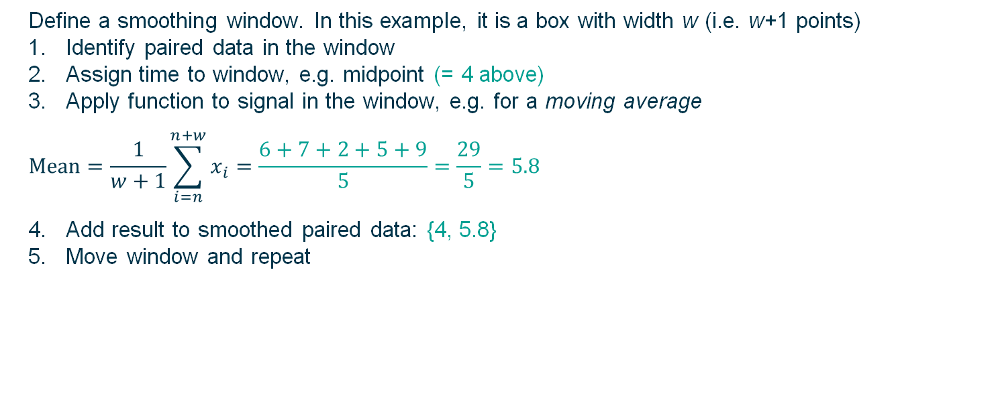 Define a smoothing window. In this example, it is a box with width w (i.e. w+1 points)
1. Identify paired data in the window
2. Assign time to window, e.g. midpoint (= 4 above)
3. Apply function to signal in the window, e.g. for a moving average
Mean = \frac{1}{w + 1} \sum_{i=n}^{n+w} x_i = \frac{6 + 7 + 2 + 5 + 9}{5} = \frac{29}{5} = 5.8
4. Add result to smoothed paired data: {4, 5.8}
5. Move window and repeat